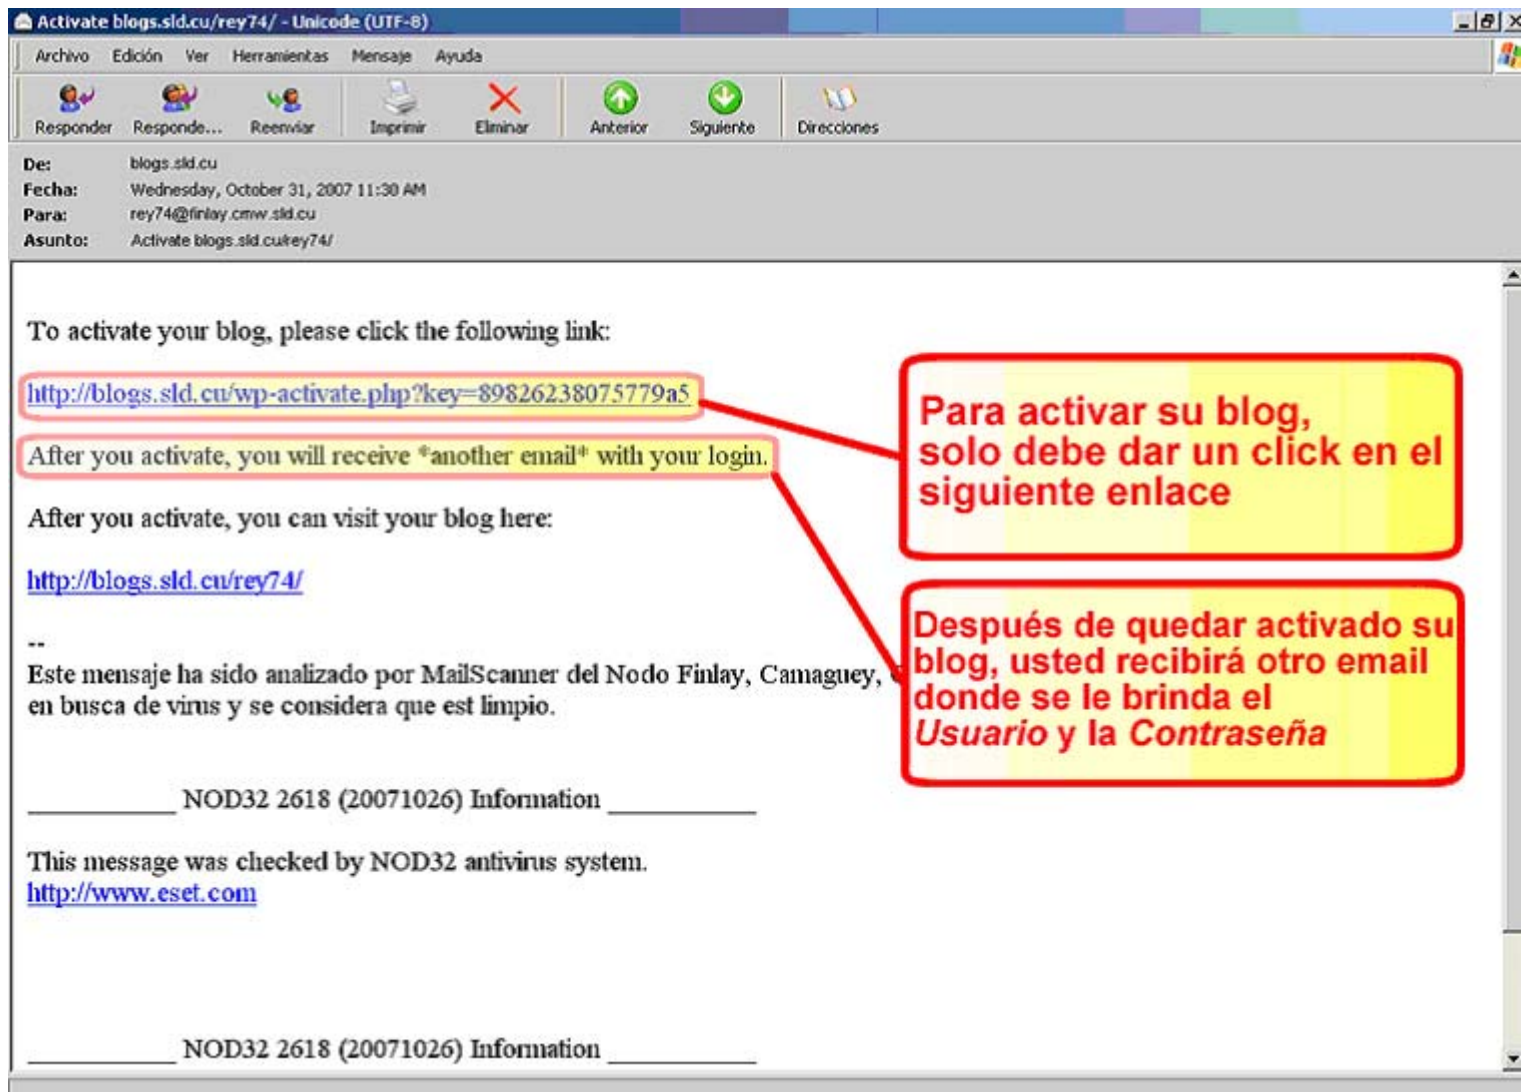 Activate blogs.sld.cu/rey74/ - Unicode (UTF-8)
Archivo Edición Ver Herramientas Mensaje Ayuda
Responder Responde... Reenviar Imprimir Eliminar Anterior Siguiente Direcciones
De: blogs.sld.cu
Fecha: Wednesday, October 31, 2007 11:30 AM
Para: rey74@finlay.cmw.sld.cu
Asunto: Activate blogs.sld.cu/rey74/
To activate your blog, please click the following link:
http://blogs.sld.cu/wp-activate.php?key=89826238075779a5
After you activate, you will receive *another email* with your login.
After you activate, you can visit your blog here:
http://blogs.sld.cu/rey74/
--
Este mensaje ha sido analizado por MailScanner del Nodo Finlay, Camaguey,
en busca de virus y se considera que est limpio.
____________ NOD32 2618 (20071026) Information ____________
This message was checked by NOD32 antivirus system.
http://www.eset.com
____________ NOD32 2618 (20071026) Information ____________
Para activar su blog,
solo debe dar un click en el
siguiente enlace
Después de quedar activado su
blog, usted recibirá otro email
donde se le brinda el
Usuario y la Contraseña